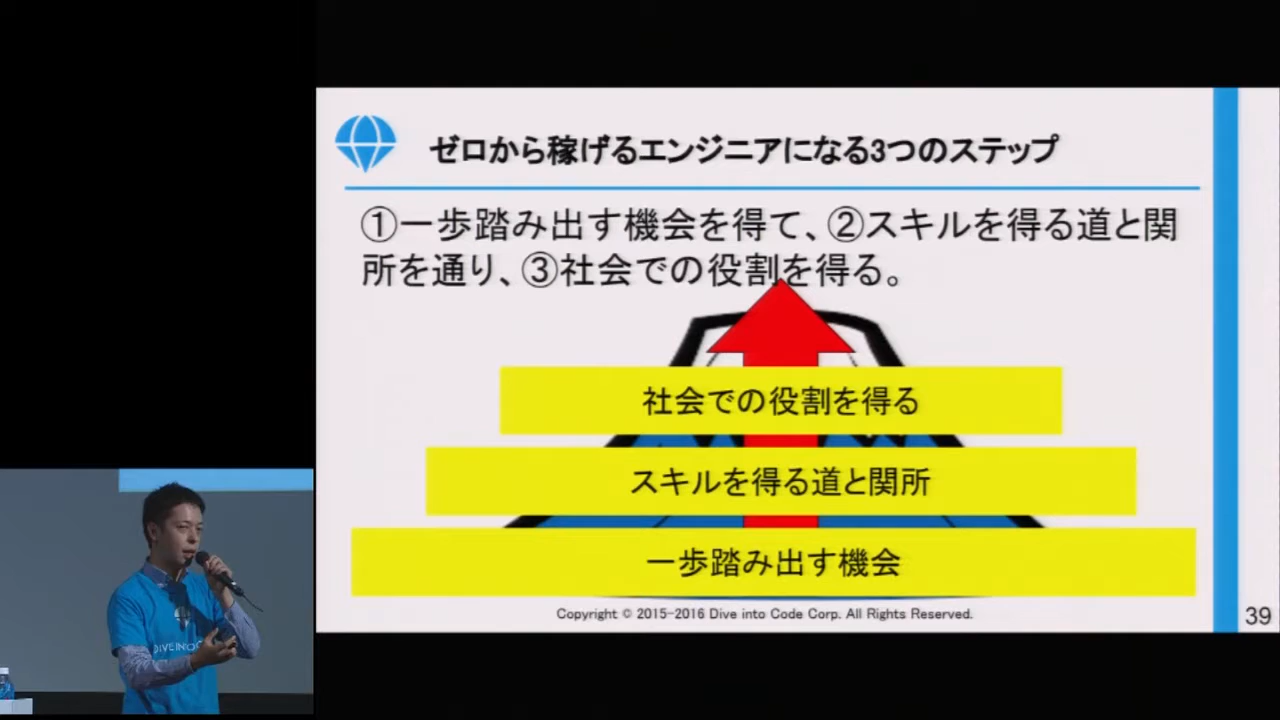 ゼロから稼げるエンジニアになる3つのステップ
①一歩踏み出す機会を得て、②スキルを得る道と関
所を通り、③社会での役割を得る。
社会での役割を得る
スキルを得る道と関所
一歩踏み出す機会
Copyright © 2015-2016 Dive into Code Corp. All Rights Reserved.
39